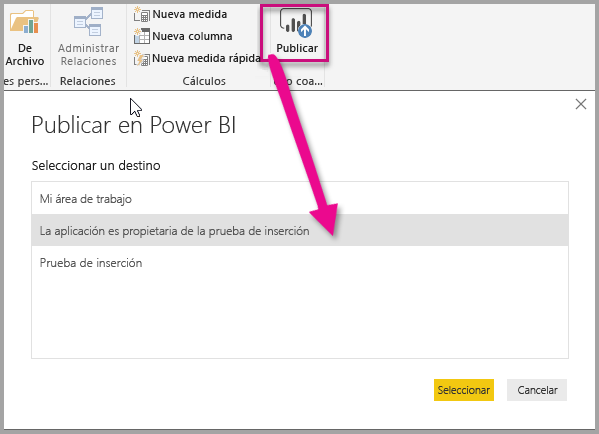 De
Archivo
Administrar
Relaciones
Nueva medida
Nueva columna
Nueva medida rápida
Publicar
es pers...
Relaciones
Cálculos
coa...
Publicar en Power BI
Seleccionar un destino
Mi área de trabajo
La aplicación es propietaria de la prueba de inserción
Prueba de inserción
Seleccionar
Cancelar